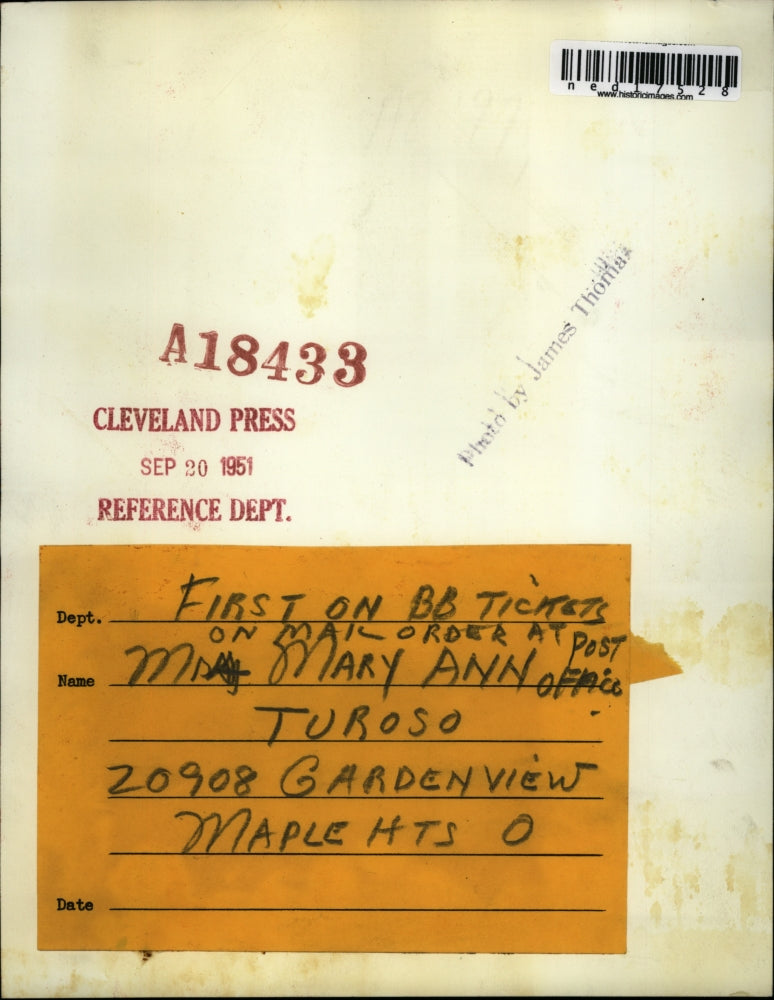 ned17528
www.historicimages.com
Photo by James Thomas
A18433
CLEVELAND PRESS
SEP 20 1951
REFERENCE DEPT.
Dept. FIRST ON BB TICKETS
ON MAIL ORDER AT POST
OFFICE
Name MARY ANN
TUROSO
20908 GARDENVIEW
MAPLE HTS O
Date